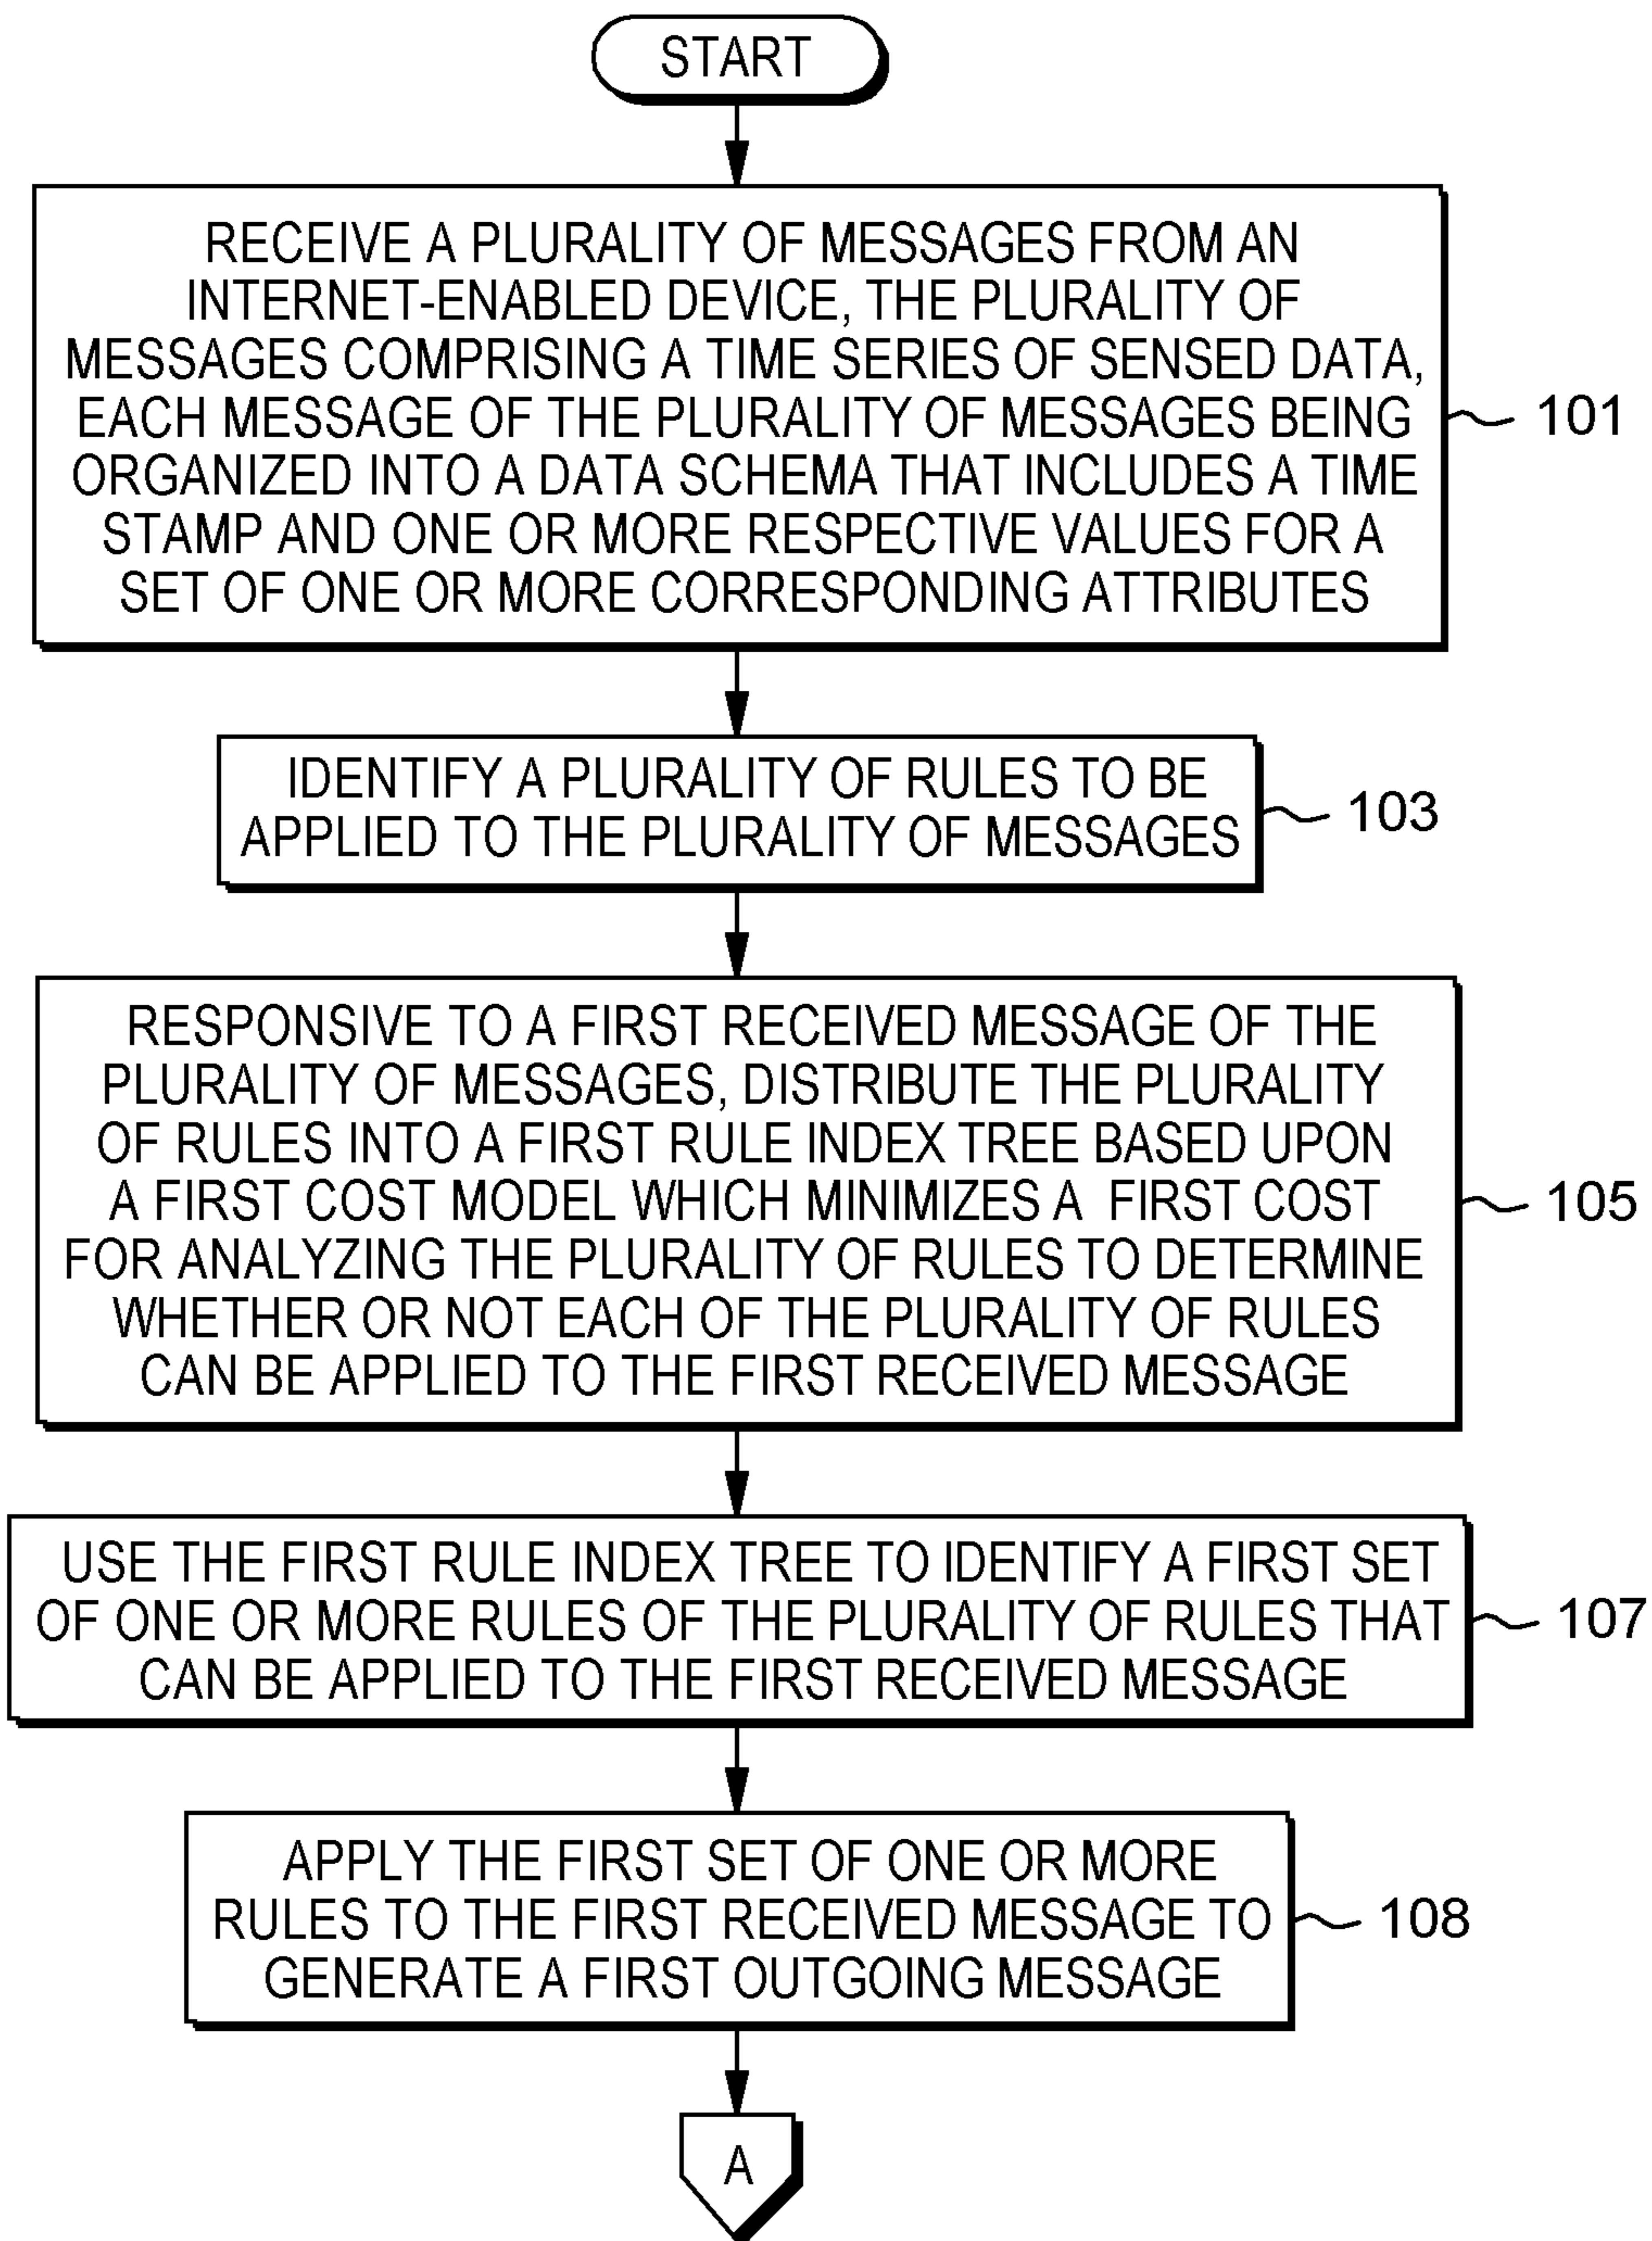 START
RECEIVE A PLURALITY OF MESSAGES FROM AN
INTERNET-ENABLED DEVICE, THE PLURALITY OF
MESSAGES COMPRISING A TIME SERIES OF SENSED DATA,
EACH MESSAGE OF THE PLURALITY OF MESSAGES BEING
ORGANIZED INTO A DATA SCHEMA THAT INCLUDES A TIME
STAMP AND ONE OR MORE RESPECTIVE VALUES FOR A
SET OF ONE OR MORE CORRESPONDING ATTRIBUTES
101
IDENTIFY A PLURALITY OF RULES TO BE
APPLIED TO THE PLURALITY OF MESSAGES
103
RESPONSIVE TO A FIRST RECEIVED MESSAGE OF THE
PLURALITY OF MESSAGES, DISTRIBUTE THE PLURALITY
OF RULES INTO A FIRST RULE INDEX TREE BASED UPON
A FIRST COST MODEL WHICH MINIMIZES A FIRST COST
FOR ANALYZING THE PLURALITY OF RULES TO DETERMINE
WHETHER OR NOT EACH OF THE PLURALITY OF RULES
CAN BE APPLIED TO THE FIRST RECEIVED MESSAGE
105
USE THE FIRST RULE INDEX TREE TO IDENTIFY A FIRST SET
OF ONE OR MORE RULES OF THE PLURALITY OF RULES THAT
CAN BE APPLIED TO THE FIRST RECEIVED MESSAGE
107
APPLY THE FIRST SET OF ONE OR MORE
RULES TO THE FIRST RECEIVED MESSAGE TO
GENERATE A FIRST OUTGOING MESSAGE
108
A